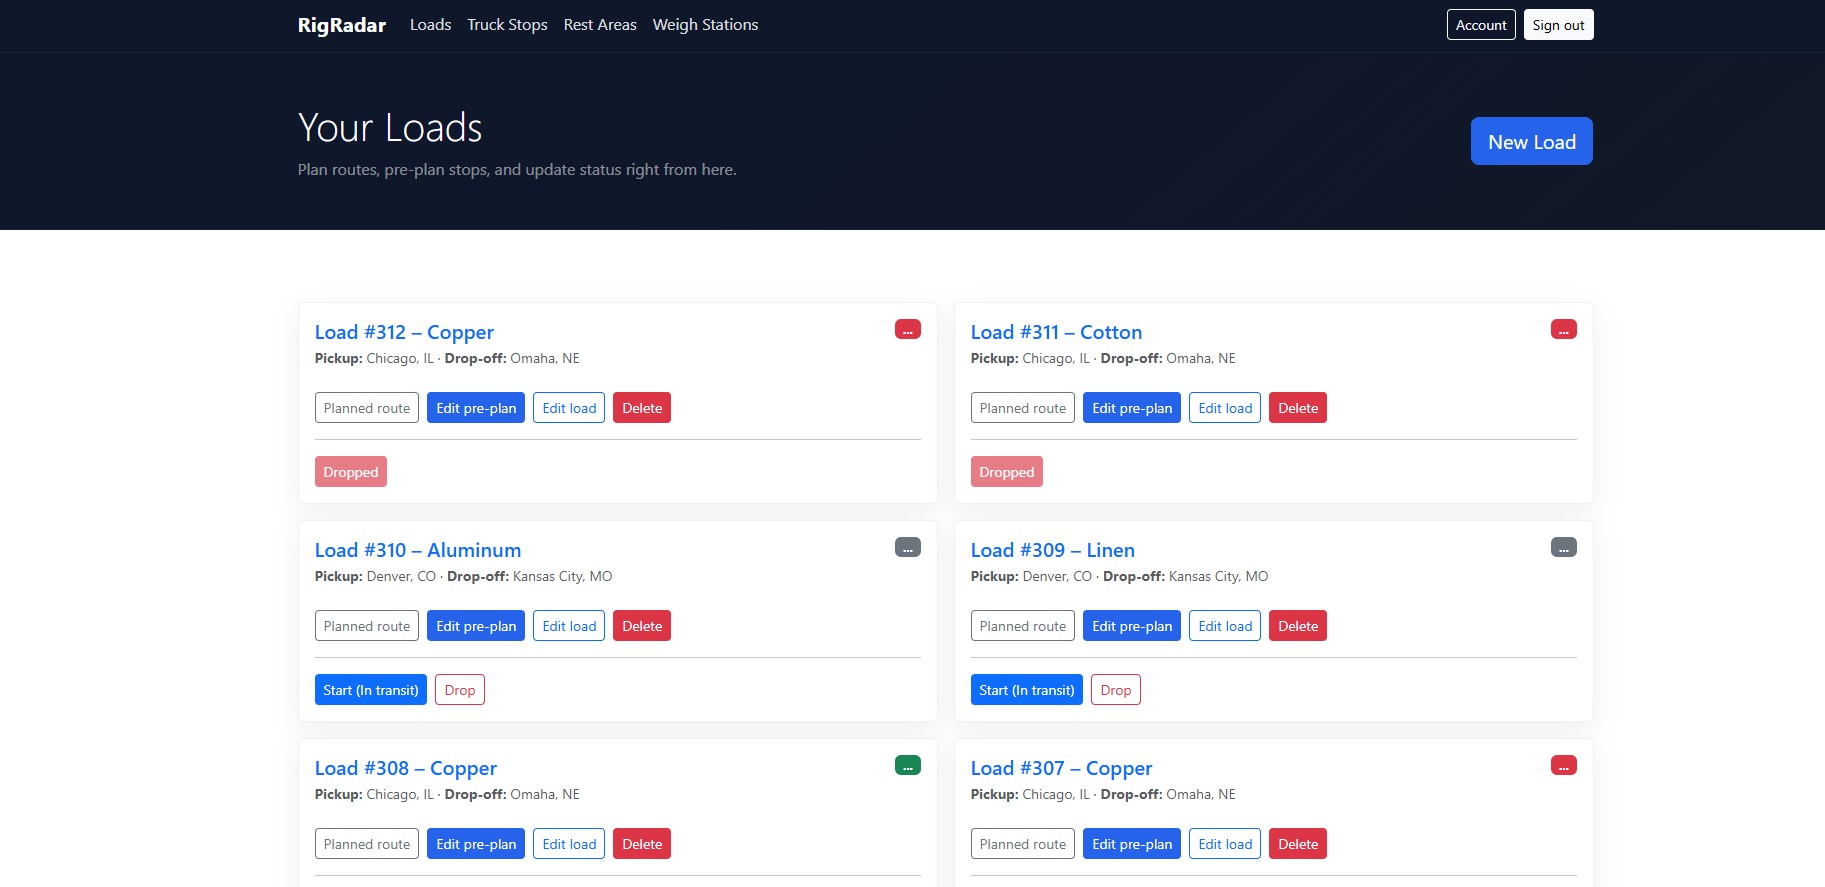 RigRadar Loads Truck Stops Rest Areas Weigh Stations Account Sign out
Your Loads
New Load
Plan routes, pre-plan stops, and update status right from here.
Load #312 – Copper ...
Pickup: Chicago, IL · Drop-off: Omaha, NE
Planned route Edit pre-plan Edit load Delete
Dropped
Load #311 – Cotton ...
Pickup: Chicago, IL · Drop-off: Omaha, NE
Planned route Edit pre-plan Edit load Delete
Dropped
Load #310 – Aluminum ...
Pickup: Denver, CO · Drop-off: Kansas City, MO
Planned route Edit pre-plan Edit load Delete
Start (In transit) Drop
Load #309 – Linen ...
Pickup: Denver, CO · Drop-off: Kansas City, MO
Planned route Edit pre-plan Edit load Delete
Start (In transit) Drop
Load #308 – Copper ...
Pickup: Chicago, IL · Drop-off: Omaha, NE
Planned route Edit pre-plan Edit load Delete
Load #307 – Copper ...
Pickup: Chicago, IL · Drop-off: Omaha, NE
Planned route Edit pre-plan Edit load Delete